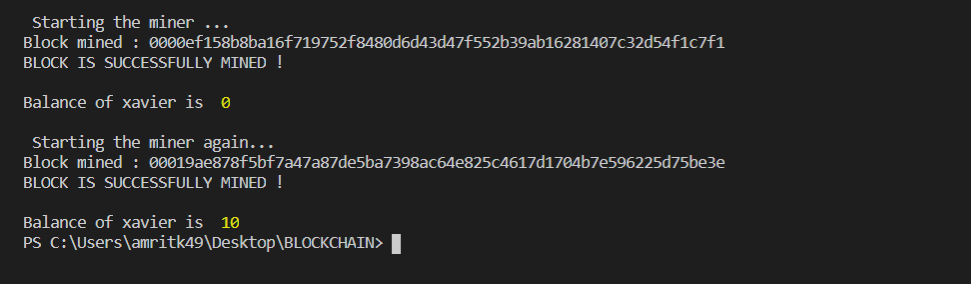 Starting the miner ...
Block mined : 0000ef158b8ba16f719752f8480d6d43d47f552b39ab16281407c32d54f1c7f1
BLOCK IS SUCCESSFULLY MINED !
Balance of xavier is  0
Starting the miner again...
Block mined : 00019ae878f5bf7a47a87de5ba7398ac64e825c4617d1704b7e596225d75be3e
BLOCK IS SUCCESSFULLY MINED !
Balance of xavier is  10
PS C:\Users\amritk49\Desktop\BLOCKCHAIN>